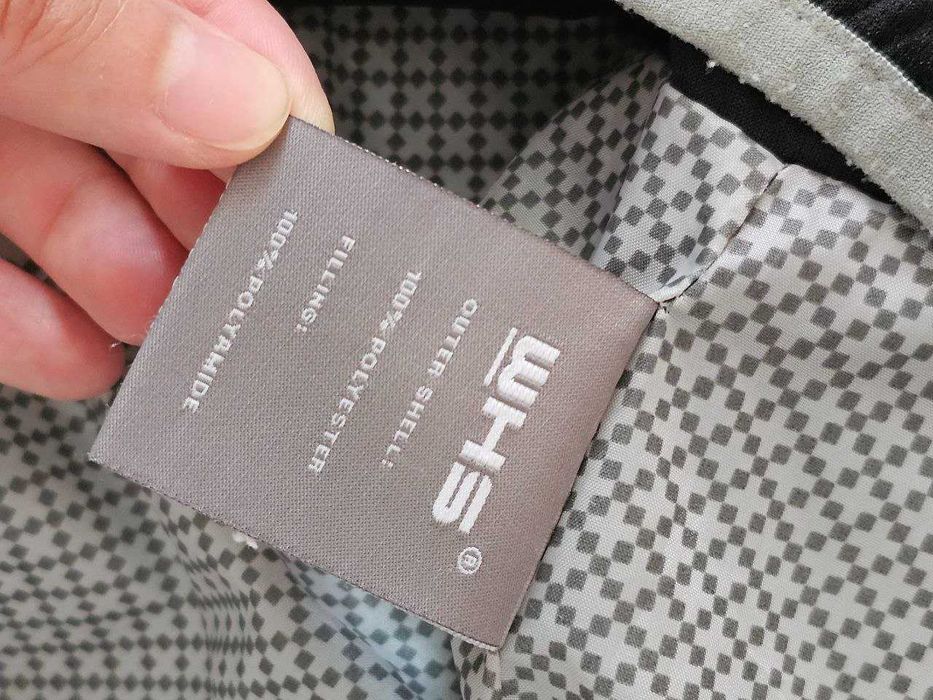 WHS®
OUTER SHELL:
100% POLYESTER
FILLING:
100% POLYAMIDE